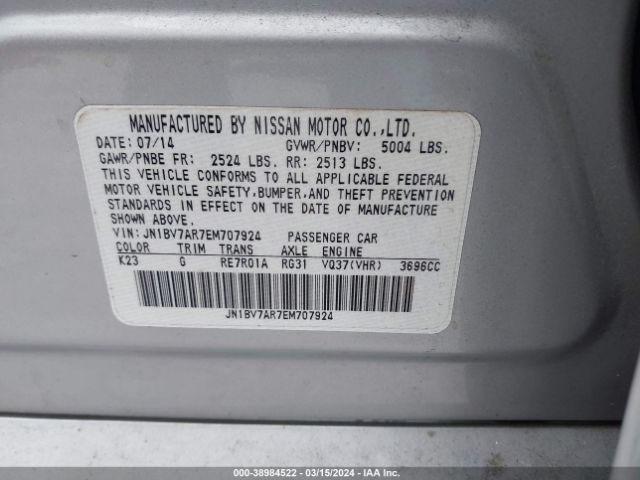 MANUFACTURED BY NISSAN MOTOR CO.,LTD.
DATE: 07/14 GVWR/PNBV: 5004 LBS.
GAWR/PNBE FR: 2524 LBS. RR: 2513 LBS.
THIS VEHICLE CONFORMS TO ALL APPLICABLE FEDERAL
MOTOR VEHICLE SAFETY,BUMPER,AND THEFT PREVENTION
STANDARDS IN EFFECT ON THE DATE OF MANUFACTURE
SHOWN ABOVE.
VIN: JN1BV7AR7EM707924 PASSENGER CAR
COLOR TRIM TRANS AXLE ENGINE
K23 G RE7R01A RG31 VQ37(VHR) 3696CC
JN1BV7AR7EM707924
000-38984522 - 03/15/2024 - IAA Inc.